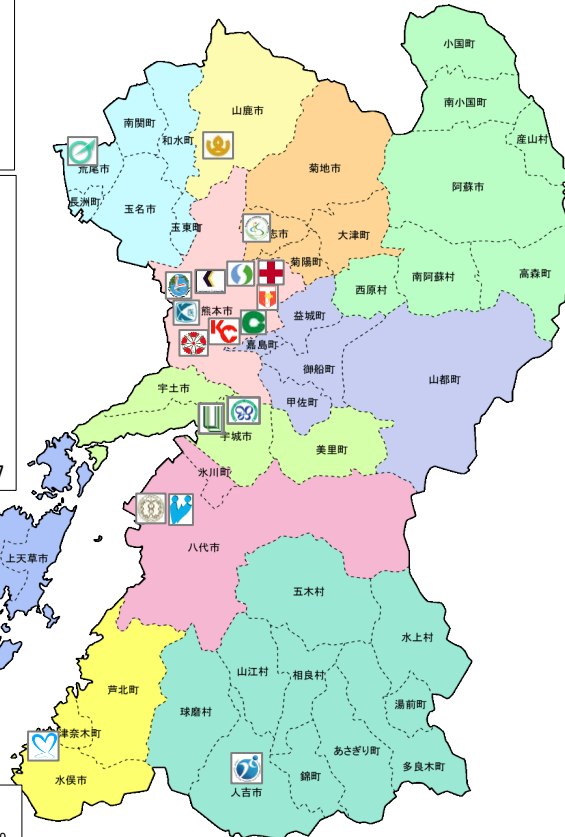 小国町
南小国町
産山村
山鹿市
南関町
和水町
荒尾市
菊地市
阿蘇市
長洲町
玉名市
玉東町
志市
大津町
菊陽町
南阿蘇村
高森町
西原村
熊本市
益城町
KC
嘉島町
御船町
山都町
宇土市
甲佐町
宇城市
美里町
氷川町
八代市
上天草市
五木村
水上村
芦北町
山江村
相良村
球磨村
湯前町
津奈木町
あさぎり町
多良木町
水俣市
人吉市
錦町